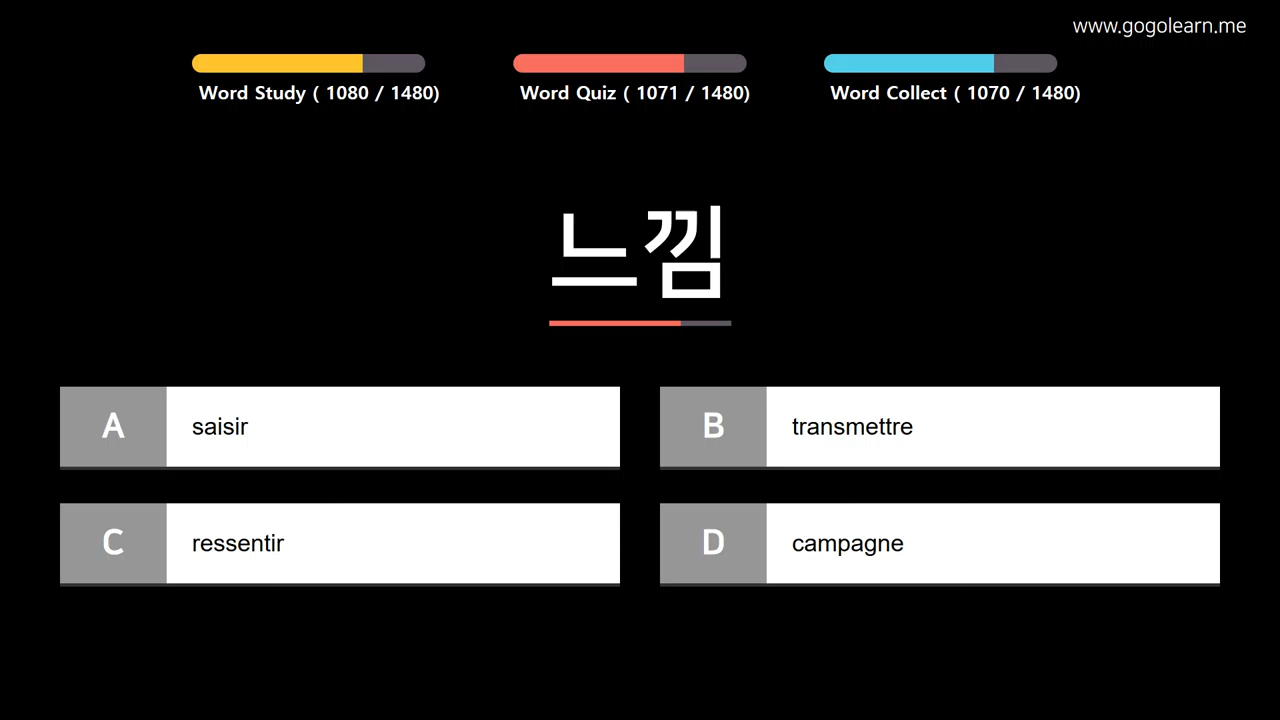 www.gogolearn.me
Word Study ( 1080 / 1480)
Word Quiz ( 1071 / 1480)
Word Collect ( 1070 / 1480)
느낌
A saisir
B transmettre
C ressentir
D campagne